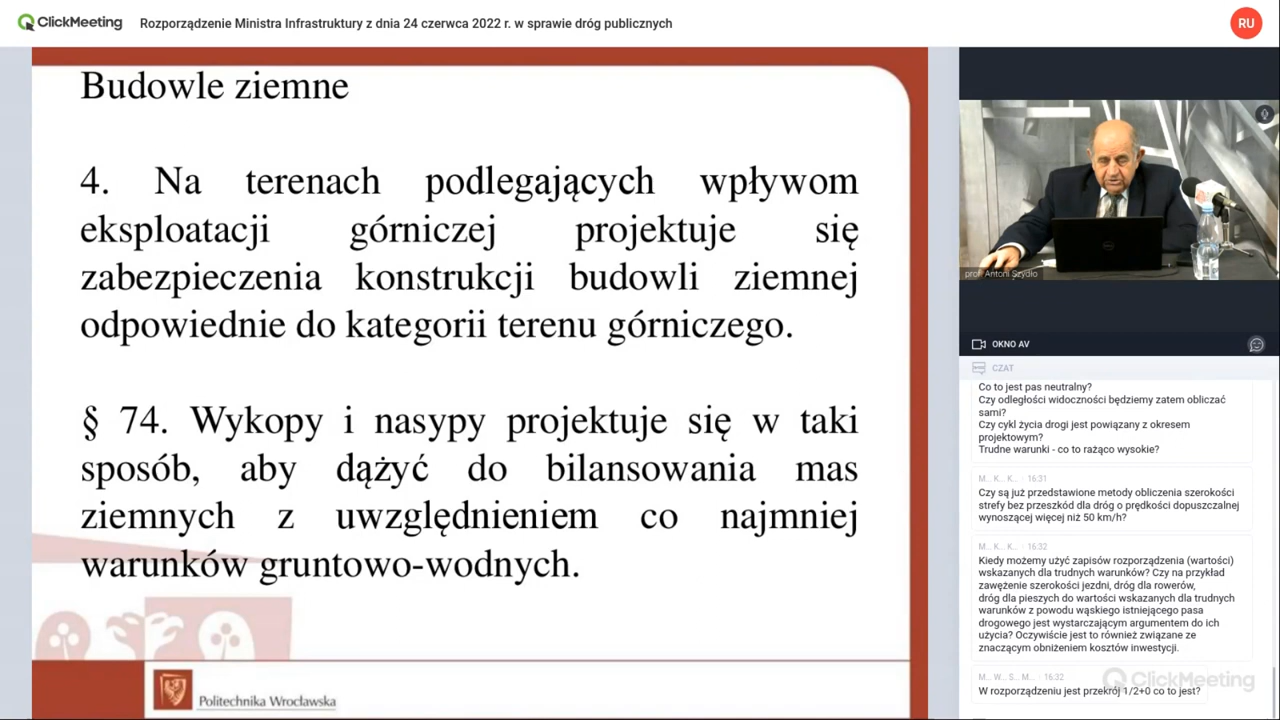 ClickMeeting
Rozporządzenie Ministra Infrastruktury z dnia 24 czerwca 2022 r. w sprawie dróg publicznych
RU
Budowle ziemne
4. Na terenach podlegających wpływom
eksploatacji górniczej projektuje się
zabezpieczenia konstrukcji budowli ziemnej
odpowiednie do kategorii terenu górniczego.
§ 74. Wykopy i nasypy projektuje się w taki
sposób, aby dążyć do bilansowania mas
ziemnych z uwzględnieniem co najmniej
warunków gruntowo-wodnych.
Politechnika Wrocławska
prof. Antoni Szydło
OKNO AV
CZAT
Co to jest pas neutralny?
Czy odległości widoczności będziemy zatem obliczać
sami?
Czy cykl życia drogi jest powiązany z okresem
projektowym?
Trudne warunki - co to rażąco wysokie?
M... K... K... 16:31
Czy są już przedstawione metody obliczenia szerokości
strefy bez przeszkód dla dróg o prędkości dopuszczalnej
wynoszącej więcej niż 50 km/h?
M... K... K... 16:32
Kiedy możemy użyć zapisów rozporządzenia (wartości)
wskazanych dla trudnych warunków? Czy na przykład
zawężenie szerokości jezdni, dróg dla rowerów,
dróg dla pieszych do wartości wskazanych dla trudnych
warunków z powodu wąskiego istniejącego pasa
drogowego jest wystarczającym argumentem do ich
użycia? Oczywiście jest to również związane ze
znaczącym obniżeniem kosztów inwestycji.
M... W... S... M... 16:32
W rozporządzeniu jest przekrój 1/2+0 co to jest?
ClickMeeting